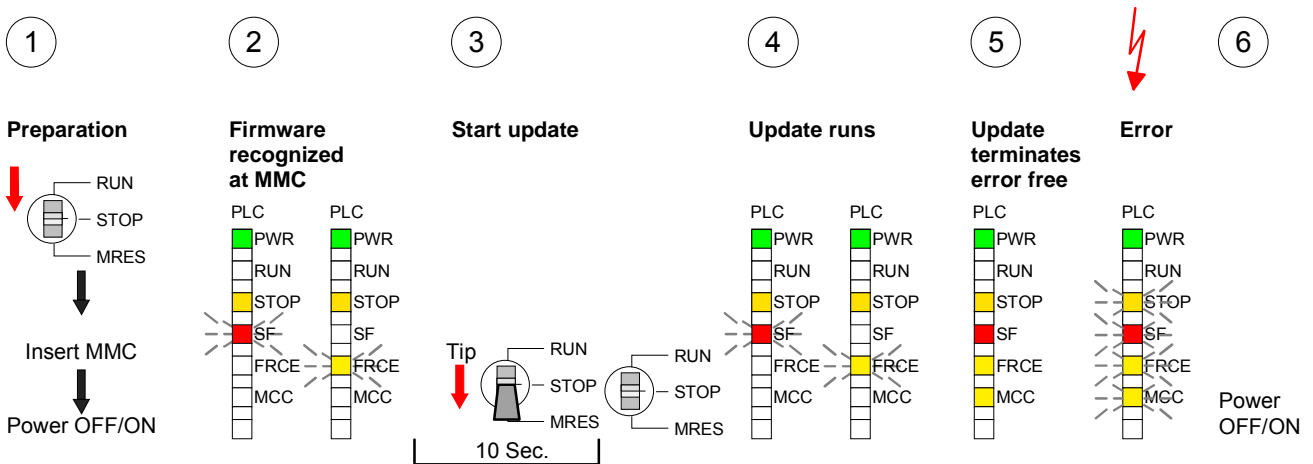 1
Preparation
RUN
STOP
MRES
Insert MMC
Power OFF/ON
2
Firmware
recognized
at MMC
PLC
PWR
RUN
STOP
SF
FRCE
MCC
PLC
PWR
RUN
STOP
SF
FRCE
MCC
3
Start update
Tip
RUN
STOP
MRES
10 Sec.
RUN
STOP
MRES
4
Update runs
PLC
PWR
RUN
STOP
SF
FRCE
MCC
PLC
PWR
RUN
STOP
SF
FRCE
MCC
5
Update
terminates
error free
PLC
PWR
RUN
STOP
SF
FRCE
MCC
Error
PLC
PWR
RUN
STOP
SF
FRCE
MCC
6
Power
OFF/ON